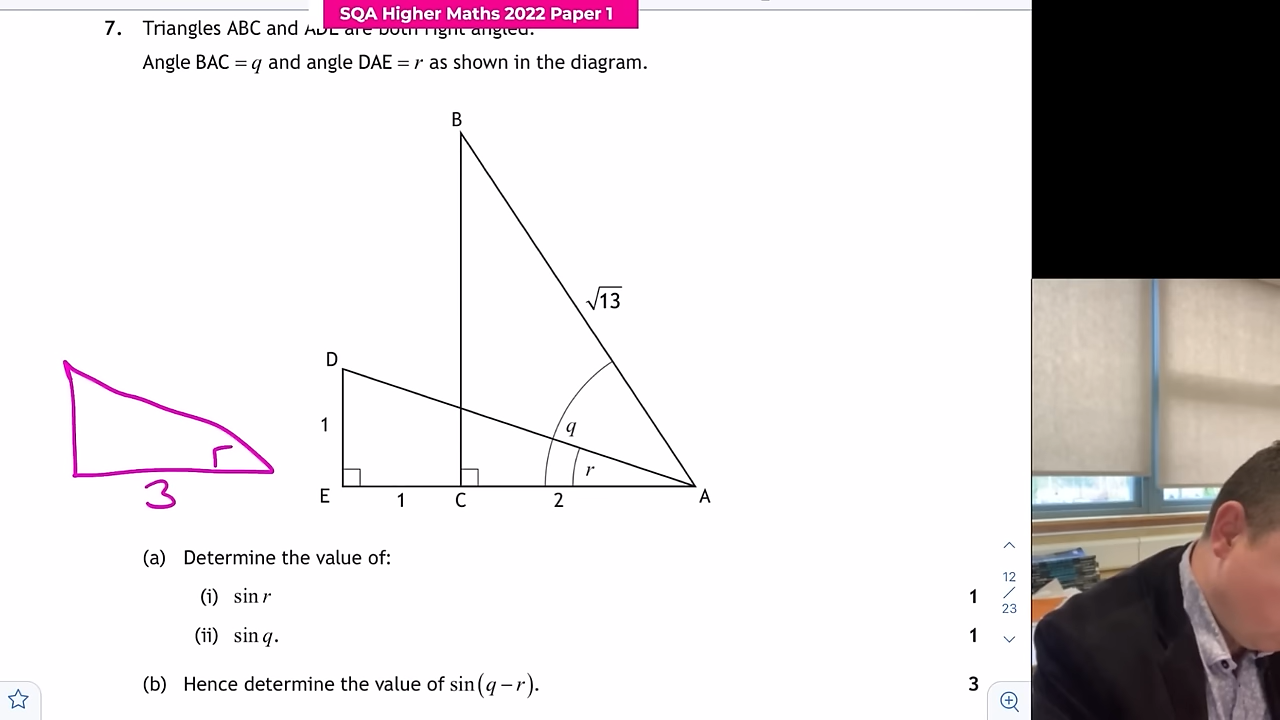 SQA Higher Maths 2022 Paper 1
7. Triangles ABC and ADE are both right angled.
Angle BAC = q and angle DAE = r as shown in the diagram.
B
√13
D
1
q
r
E
1
C
2
A
r
3
(a) Determine the value of:
(i) sin r
1
(ii) sin q.
1
(b) Hence determine the value of sin(q − r).
3
12
/
23